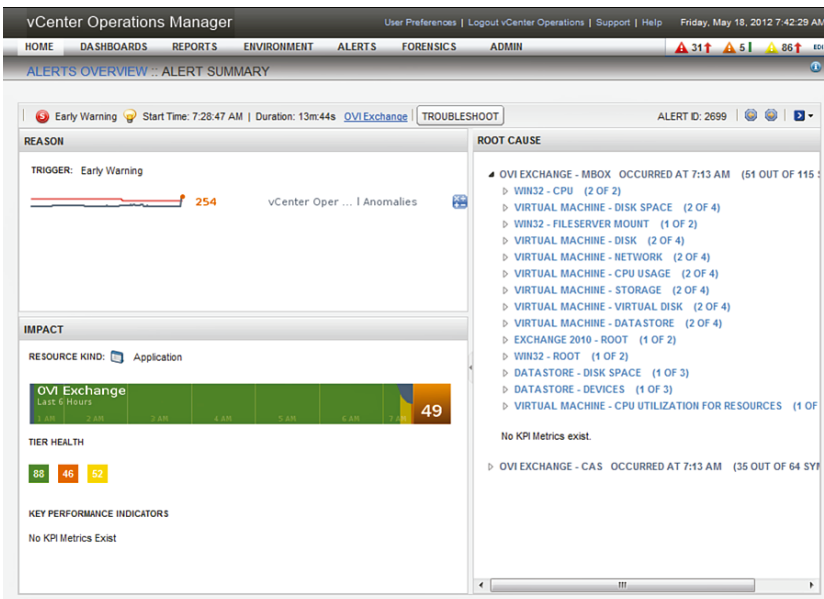 vCenter Operations Manager
User Preferences | Logout vCenter Operations | Support | Help Friday, May 18, 2012 7:42:29 AM
HOME DASHBOARDS REPORTS ENVIRONMENT ALERTS FORENSICS ADMIN 31 5 86 EDI
ALERTS OVERVIEW :: ALERT SUMMARY
5 Early Warning Start Time: 7:28:47 AM | Duration: 13m:44s OVI Exchange TROUBLESHOOT ALERT ID: 2699
REASON
TRIGGER: Early Warning
254 vCenter Oper ... l Anomalies
IMPACT
RESOURCE KIND: Application
OVI Exchange
Last 6 Hours
1 AM 2 AM 3 AM 4 AM 5 AM 6 AM 7 AM 49
TIER HEALTH
88 46 52
KEY PERFORMANCE INDICATORS
No KPI Metrics Exist
ROOT CAUSE
OVI EXCHANGE - MBOX OCCURRED AT 7:13 AM (51 OUT OF 115
WIN32 - CPU (2 OF 2)
VIRTUAL MACHINE - DISK SPACE (2 OF 4)
WIN32 - FILESERVER MOUNT (1 OF 2)
VIRTUAL MACHINE - DISK (2 OF 4)
VIRTUAL MACHINE - NETWORK (2 OF 4)
VIRTUAL MACHINE - CPU USAGE (2 OF 4)
VIRTUAL MACHINE - STORAGE (2 OF 4)
VIRTUAL MACHINE - VIRTUAL DISK (2 OF 4)
VIRTUAL MACHINE - DATASTORE (2 OF 4)
EXCHANGE 2010 - ROOT (1 OF 2)
WIN32 - ROOT (1 OF 2)
DATASTORE - DISK SPACE (1 OF 3)
DATASTORE - DEVICES (1 OF 3)
VIRTUAL MACHINE - CPU UTILIZATION FOR RESOURCES (1 OF
No KPI Metrics exist.
OVI EXCHANGE - CAS OCCURRED AT 7:13 AM (35 OUT OF 64 SYM